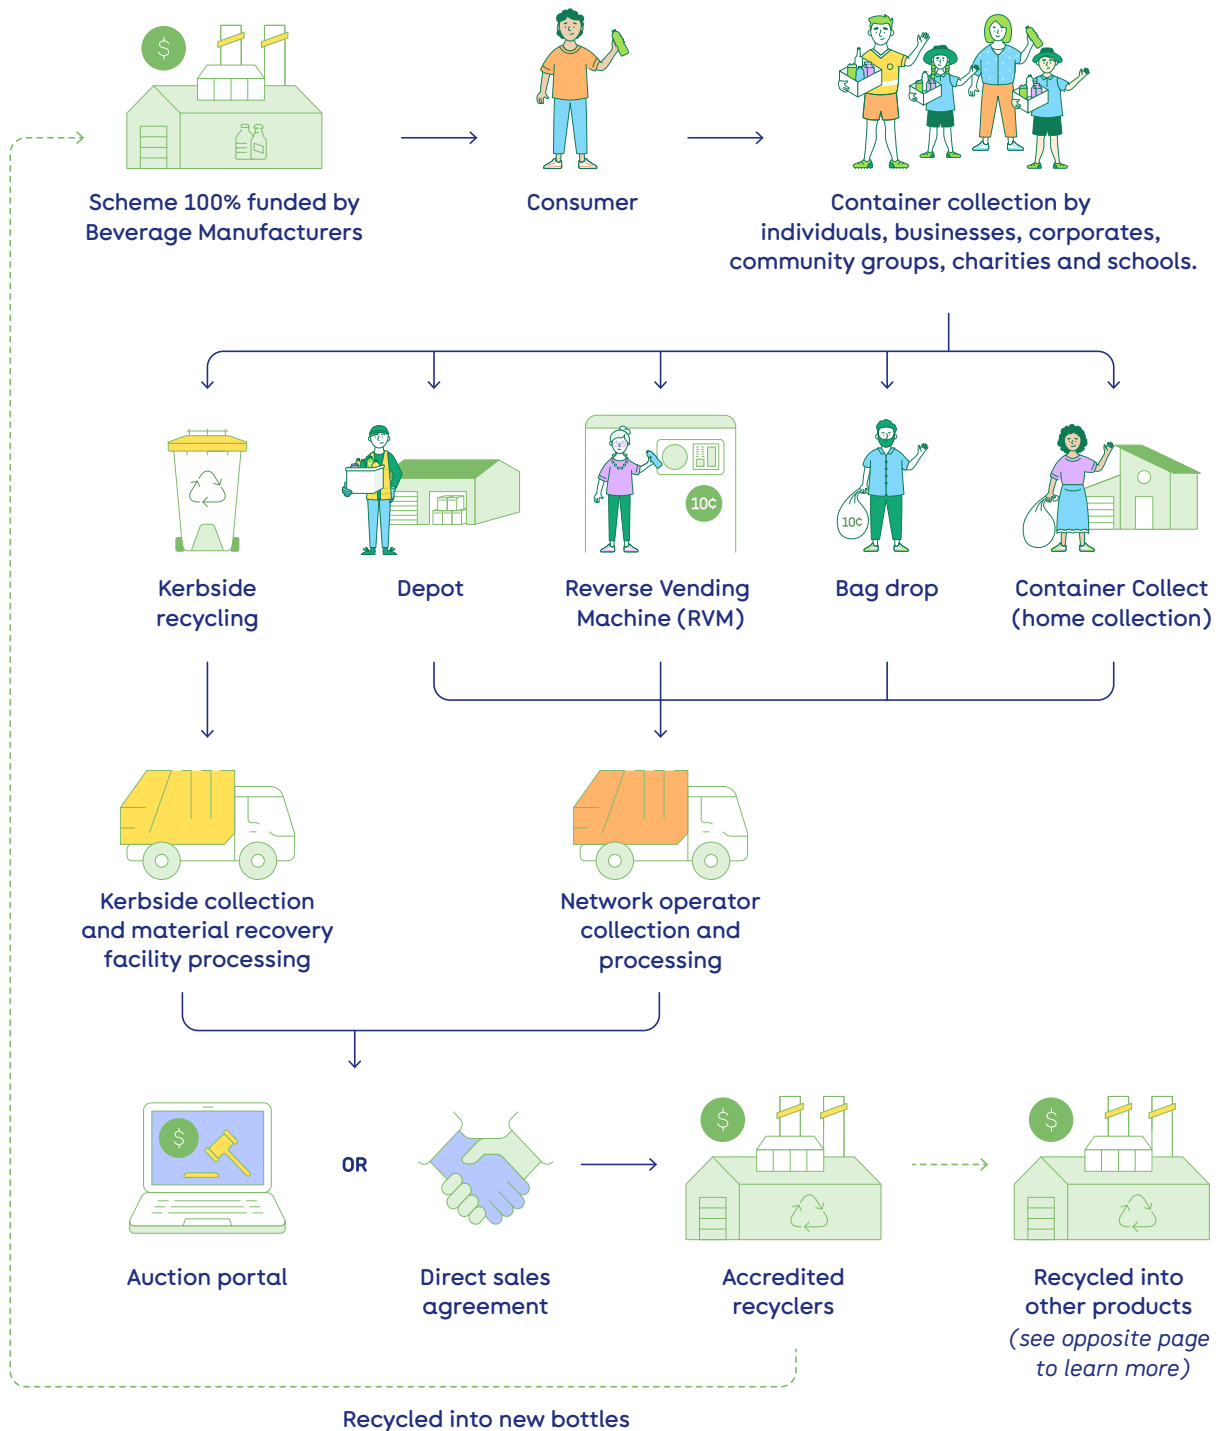 $
Scheme 100% funded by
Beverage Manufacturers
Consumer
Container collection by
individuals, businesses, corporates,
community groups, charities and schools.
10¢
10¢
Kerbside
recycling
Depot
Reverse Vending
Machine (RVM)
Bag drop
Container Collect
(home collection)
Kerbside collection
and material recovery
facility processing
Network operator
collection and
processing
$
OR
$
$
Auction portal
Direct sales
agreement
Accredited
recyclers
Recycled into
other products
(see opposite page
to learn more)
Recycled into new bottles